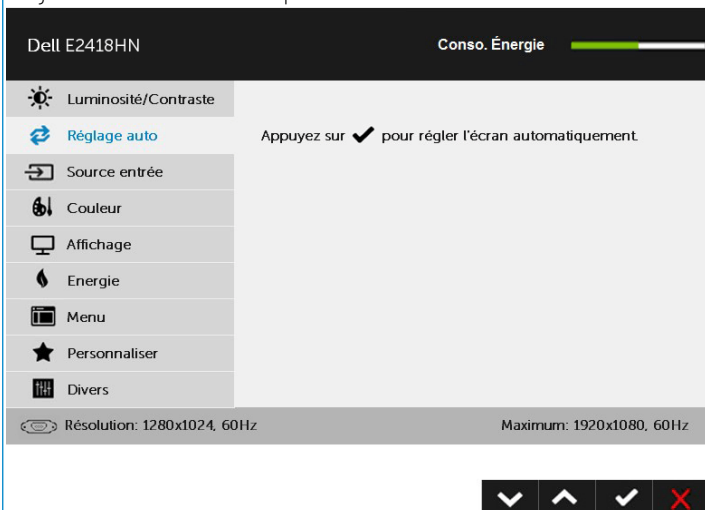 Dell E2418HN
Conso. Énergie
Luminosité/Contraste
Réglage auto
Appuyez sur pour régler l'écran automatiquement.
Source entrée
Couleur
Affichage
Energie
Menu
Personnaliser
Divers
Résolution: 1280x1024, 60Hz
Maximum: 1920x1080, 60Hz